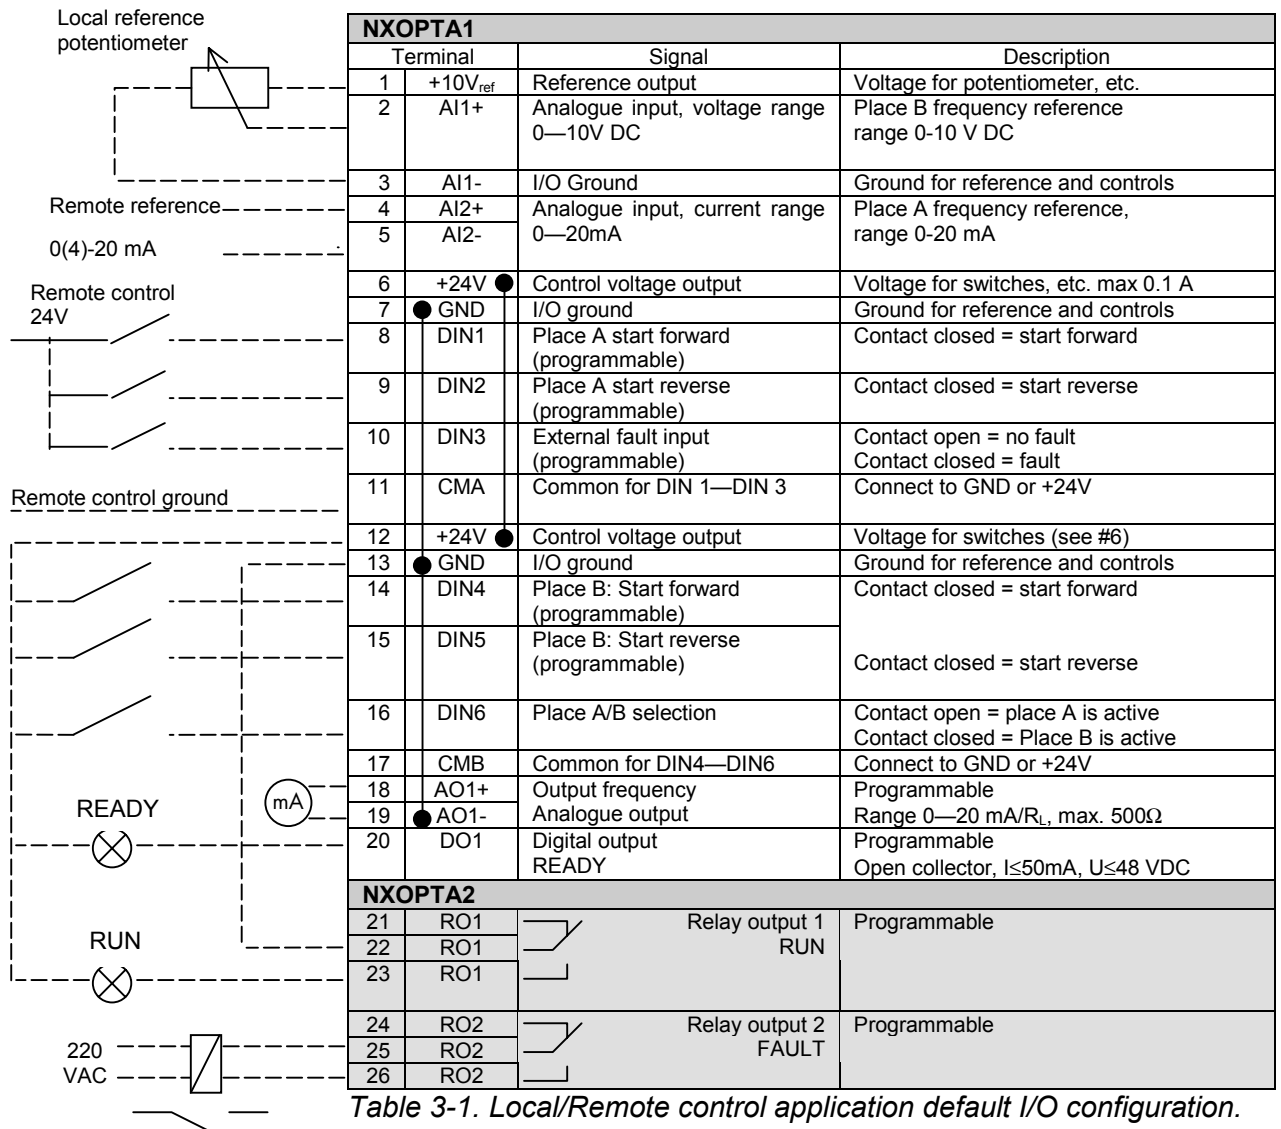 Local reference
potentiometer
NXOPTA1
Terminal Signal Description
1 +10Vref Reference output Voltage for potentiometer, etc.
2 AI1+ Analogue input, voltage range Place B frequency reference
0—10V DC range 0-10 V DC
3 AI1- I/O Ground Ground for reference and controls
Remote reference 4 AI2+ Analogue input, current range Place A frequency reference,
0(4)-20 mA 5 AI2- 0—20mA range 0-20 mA
6 +24V Control voltage output Voltage for switches, etc. max 0.1 A
Remote control
24V
7 GND I/O ground Ground for reference and controls
8 DIN1 Place A start forward Contact closed = start forward
(programmable)
9 DIN2 Place A start reverse Contact closed = start reverse
(programmable)
10 DIN3 External fault input Contact open = no fault
(programmable) Contact closed = fault
11 CMA Common for DIN 1—DIN 3 Connect to GND or +24V
Remote control ground
12 +24V Control voltage output Voltage for switches (see #6)
13 GND I/O ground Ground for reference and controls
14 DIN4 Place B: Start forward Contact closed = start forward
(programmable)
15 DIN5 Place B: Start reverse
(programmable) Contact closed = start reverse
16 DIN6 Place A/B selection Contact open = place A is active
Contact closed = Place B is active
17 CMB Common for DIN4—DIN6 Connect to GND or +24V
18 AO1+ Output frequency Programmable
READY mA 19 AO1- Analogue output Range 0—20 mA/RL, max. 500Ω
20 DO1 Digital output Programmable
READY Open collector, I≤50mA, U≤48 VDC
NXOPTA2
21 RO1 Relay output 1 Programmable
RUN 22 RO1 RUN
23 RO1
24 RO2 Relay output 2 Programmable
220 25 RO2 FAULT
VAC 26 RO2
Table 3-1. Local/Remote control application default I/O configuration.